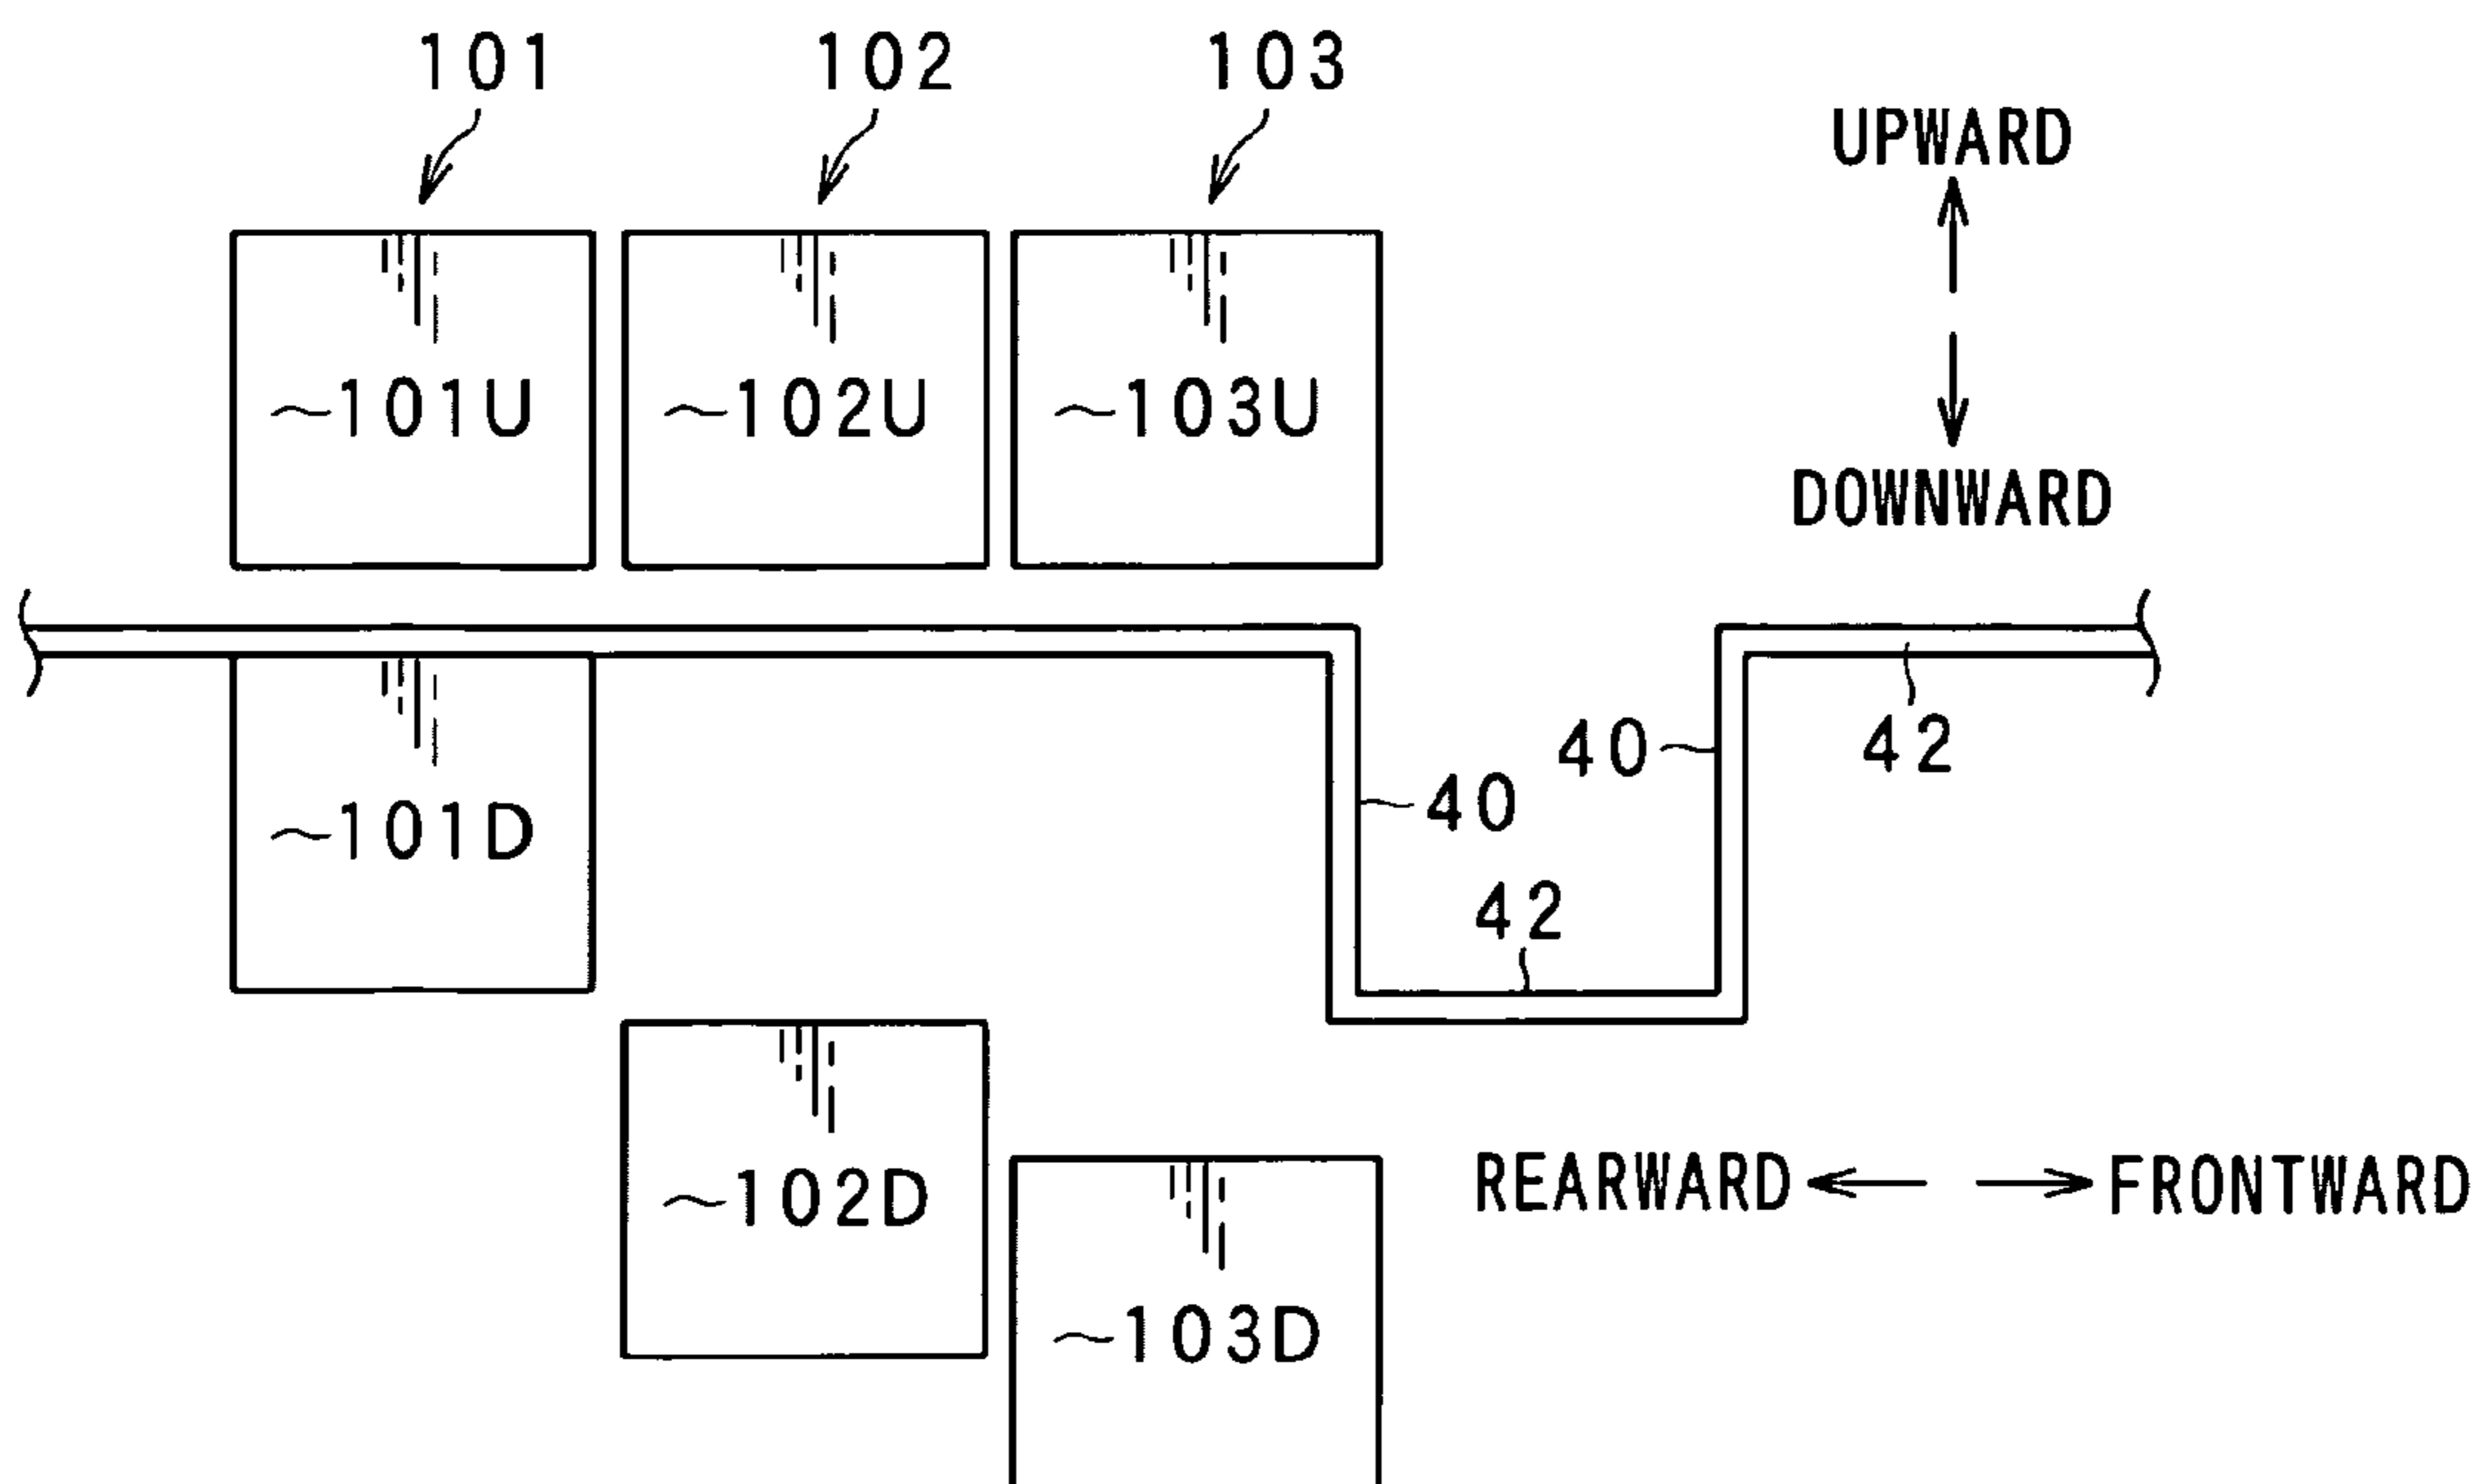 101 102 103
UPWARD
~101U ~102U ~103U
DOWNWARD
40 42
~101D
40
42
~102D
REARWARD FRONTWARD
~103D